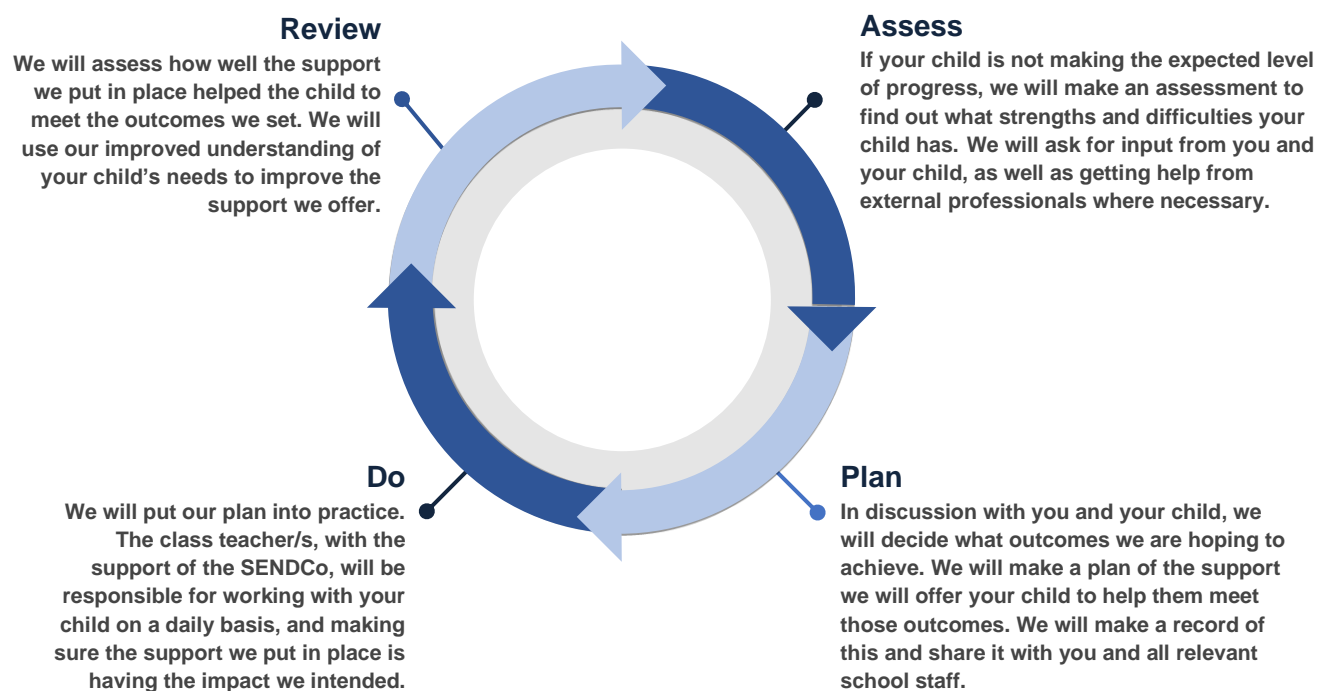 Review
We will assess how well the support
we put in place helped the child to
meet the outcomes we set. We will
use our improved understanding of
your child’s needs to improve the
support we offer.
Assess
If your child is not making the expected level
of progress, we will make an assessment to
find out what strengths and difficulties your
child has. We will ask for input from you and
your child, as well as getting help from
external professionals where necessary.
Do
We will put our plan into practice.
The class teacher/s, with the
support of the SENDCo, will be
responsible for working with your
child on a daily basis, and making
sure the support we put in place is
having the impact we intended.
Plan
In discussion with you and your child, we
will decide what outcomes we are hoping to
achieve. We will make a plan of the support
we will offer your child to help them meet
those outcomes. We will make a record of
this and share it with you and all relevant
school staff.